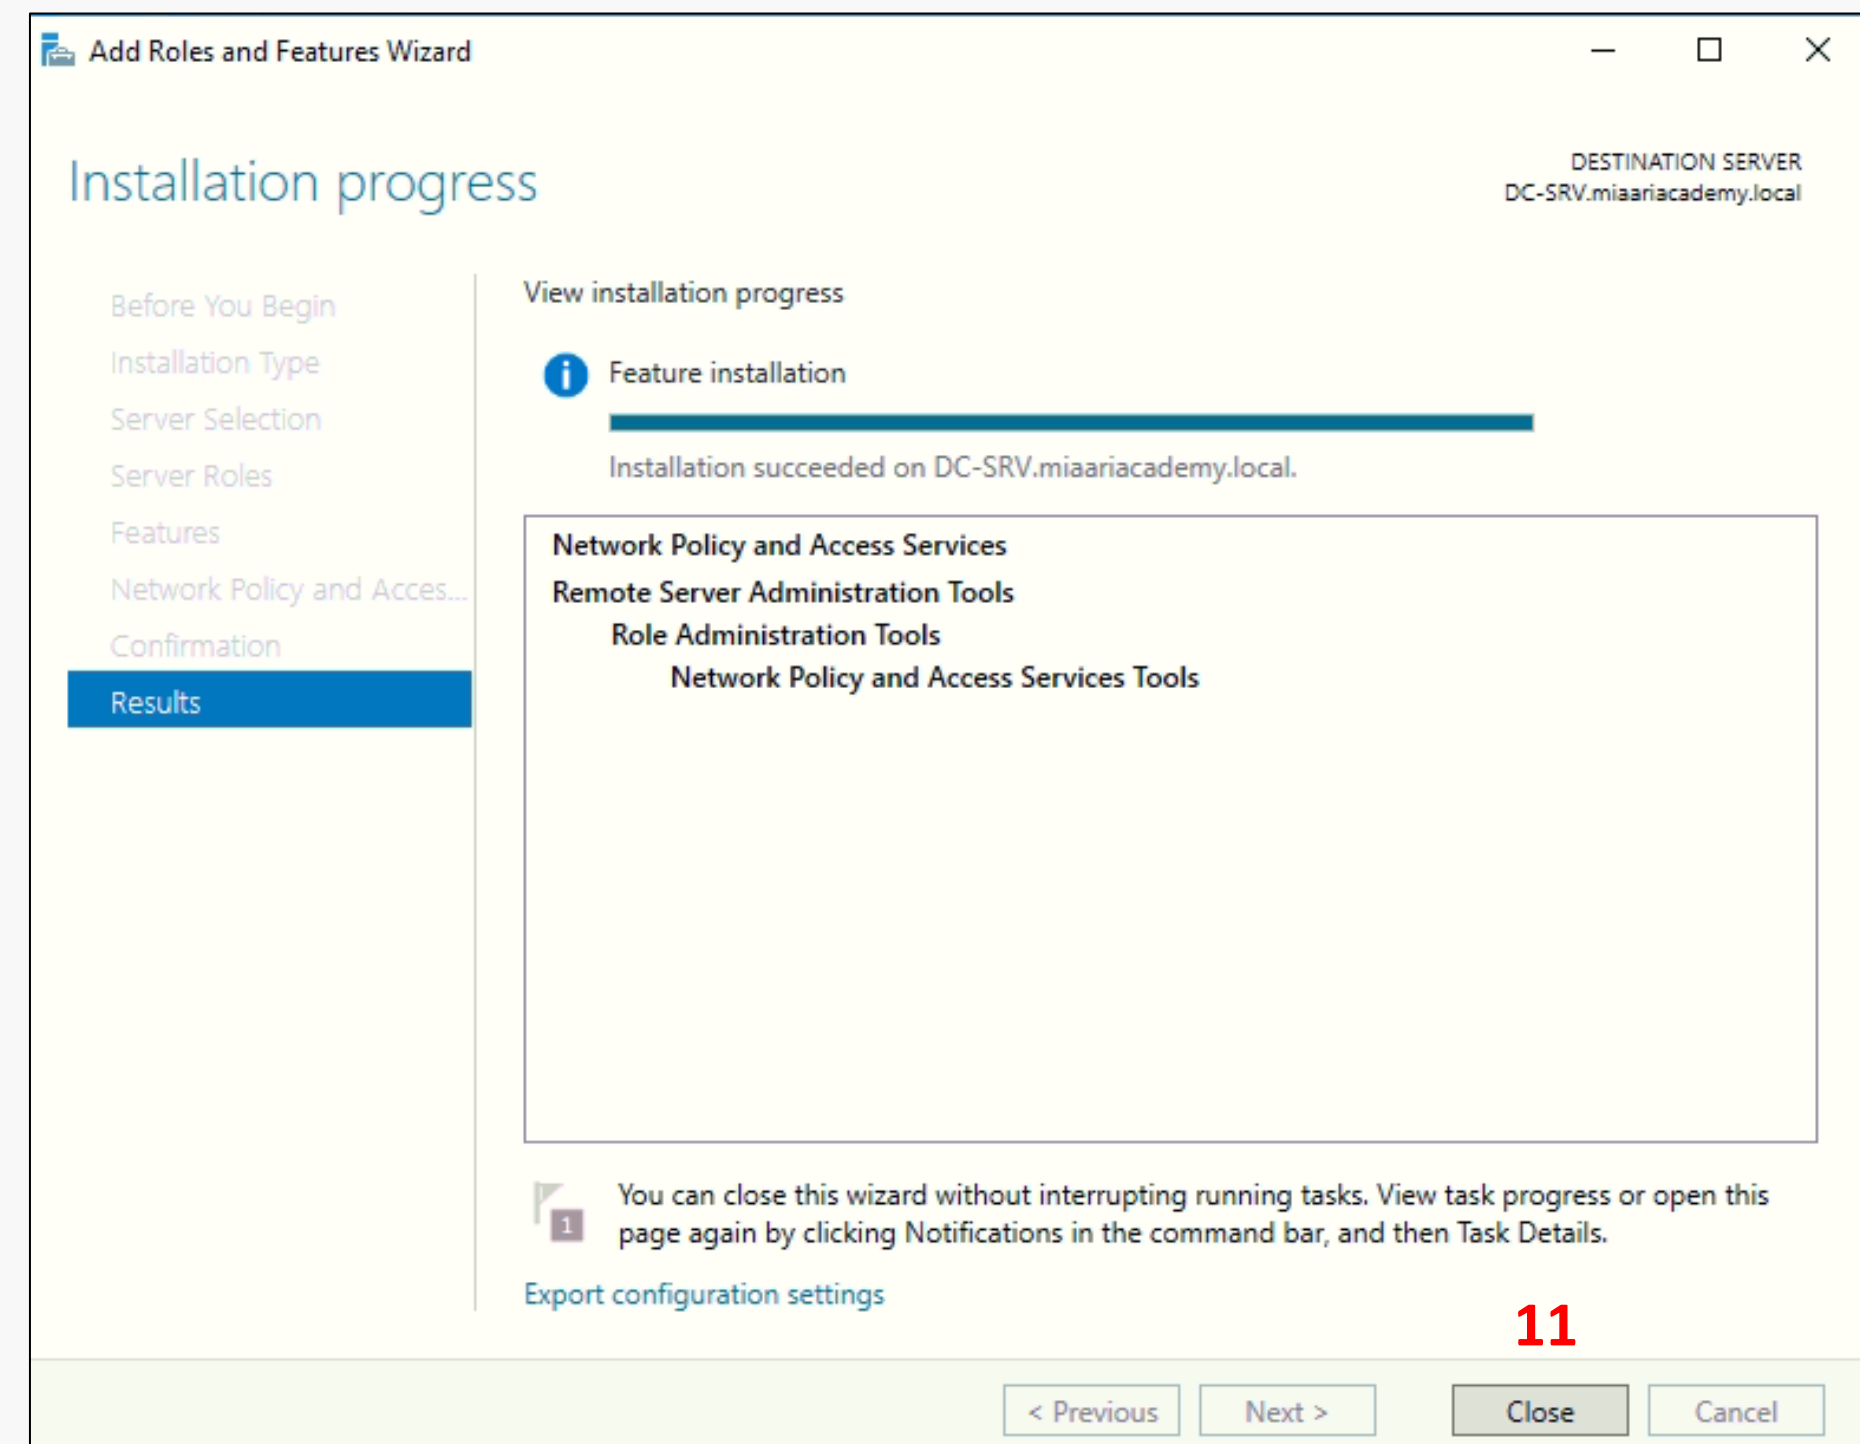 Add Roles and Features Wizard
Installation progress
DESTINATION SERVER
DC-SRV.miaariacademy.local
Before You Begin
Installation Type
Server Selection
Server Roles
Features
Network Policy and Acces...
Confirmation
Results
View installation progress
Feature installation
Installation succeeded on DC-SRV.miaariacademy.local.
Network Policy and Access Services
Remote Server Administration Tools
Role Administration Tools
Network Policy and Access Services Tools
1
You can close this wizard without interrupting running tasks. View task progress or open this
page again by clicking Notifications in the command bar, and then Task Details.
Export configuration settings
11
< Previous
Next >
Close
Cancel